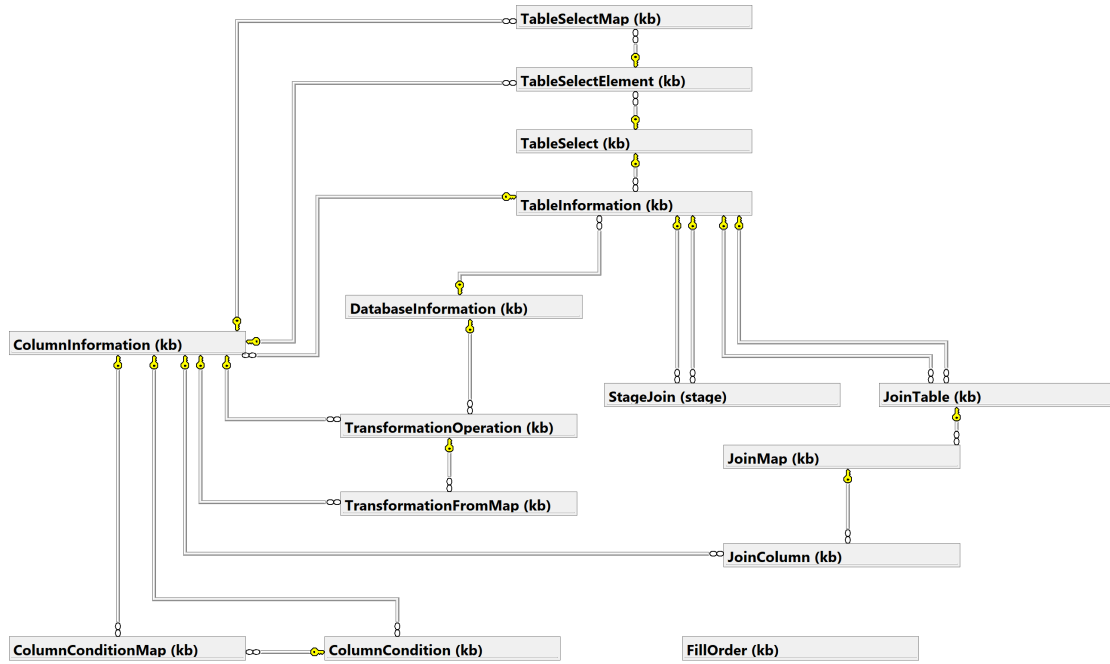 TableSelectMap (kb)
TableSelectElement (kb)
TableSelect (kb)
TableInformation (kb)
DatabaseInformation (kb)
ColumnInformation (kb)
StageJoin (stage)
JoinTable (kb)
TransformationOperation (kb)
JoinMap (kb)
TransformationFromMap (kb)
JoinColumn (kb)
ColumnConditionMap (kb)
ColumnCondition (kb)
FillOrder (kb)